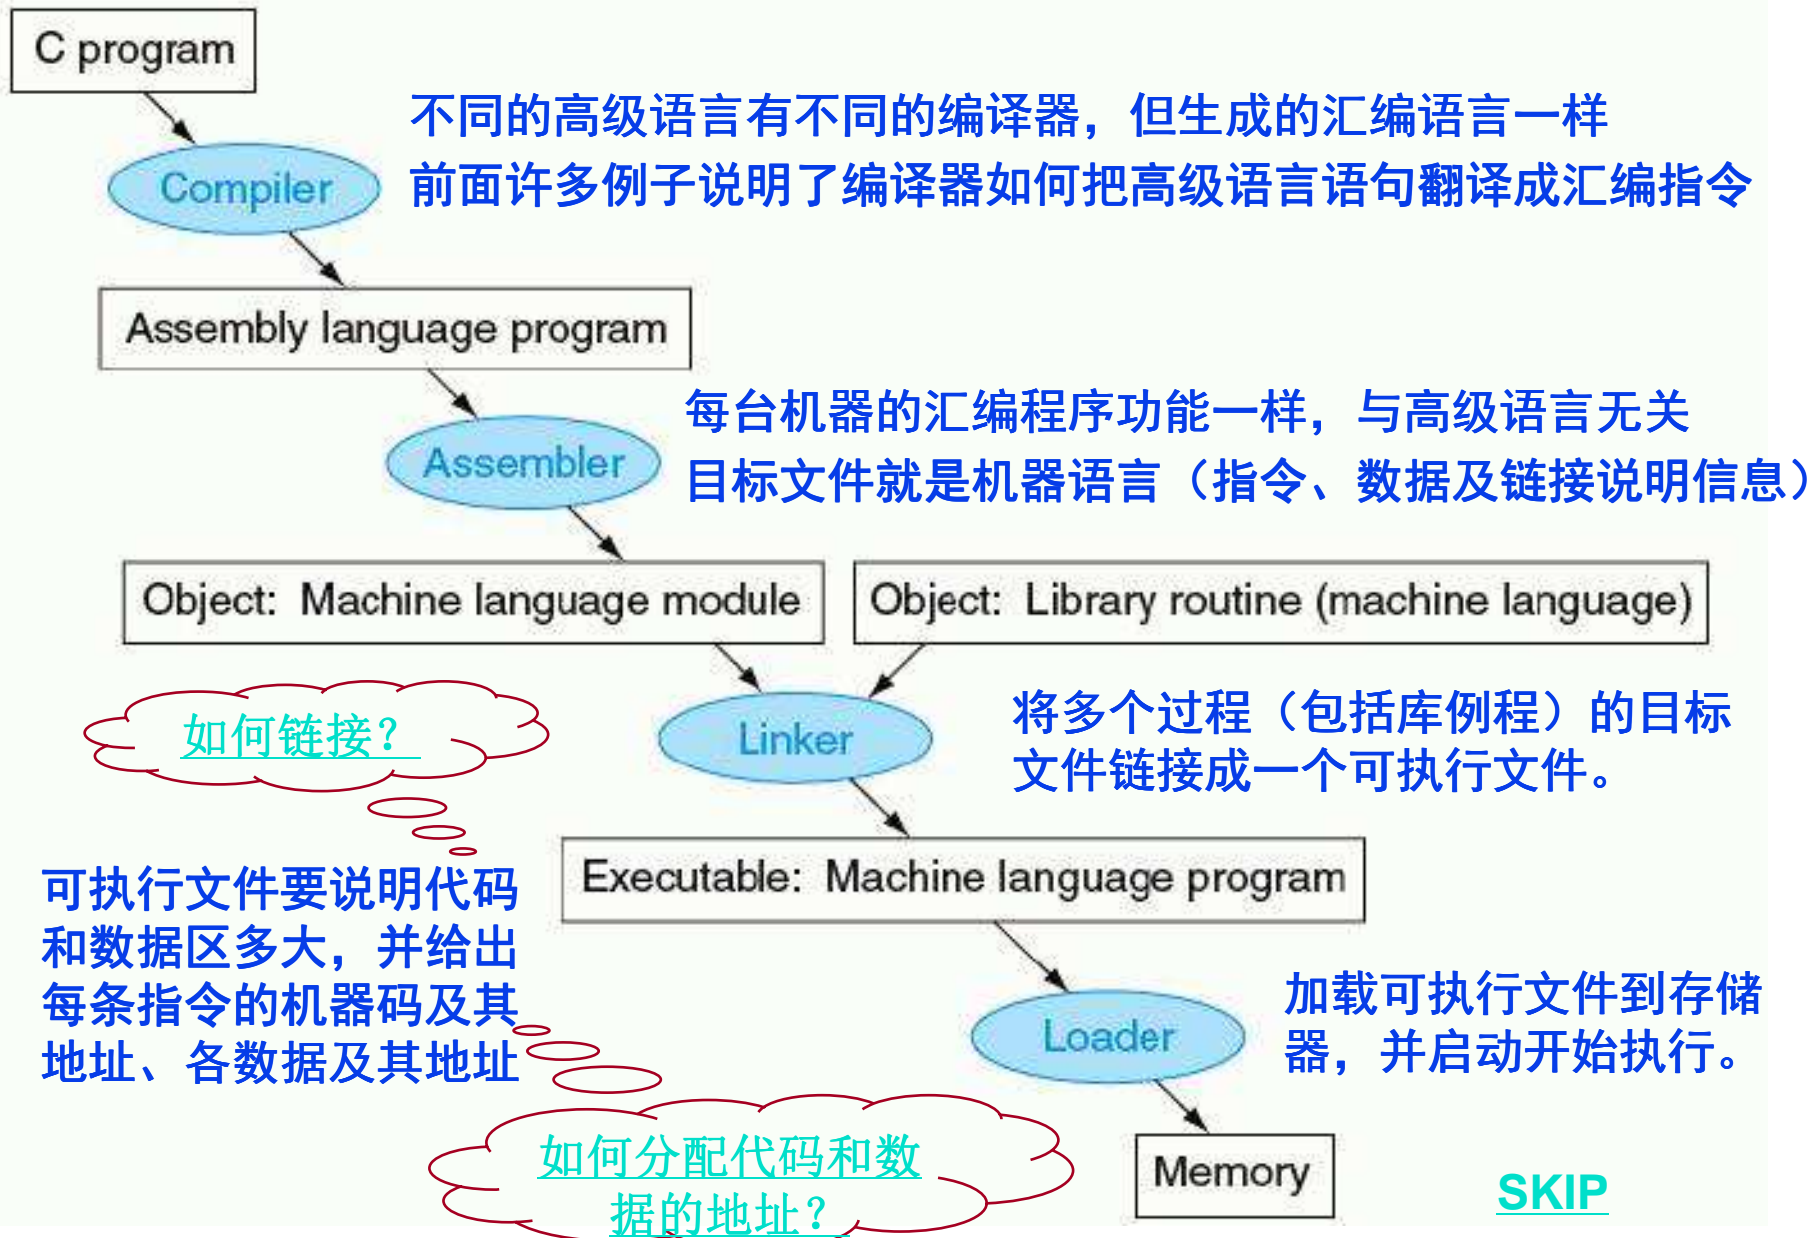 C program
不同的高级语言有不同的编译器，但生成的汇编语言一样
Compiler
前面许多例子说明了编译器如何把高级语言语句翻译成汇编指令
Assembly language program
每台机器的汇编程序功能一样，与高级语言无关
Assembler
目标文件就是机器语言（指令、数据及链接说明信息）
Object: Machine language module
Object: Library routine (machine language)
如何链接？
Linker
将多个过程（包括库例程）的目标
文件链接成一个可执行文件。
Executable: Machine language program
可执行文件要说明代码
和数据区多大，并给出
每条指令的机器码及其
地址、各数据及其地址
Loader
加载可执行文件到存储
器，并启动开始执行。
如何分配代码和数
据的地址？
Memory
SKIP